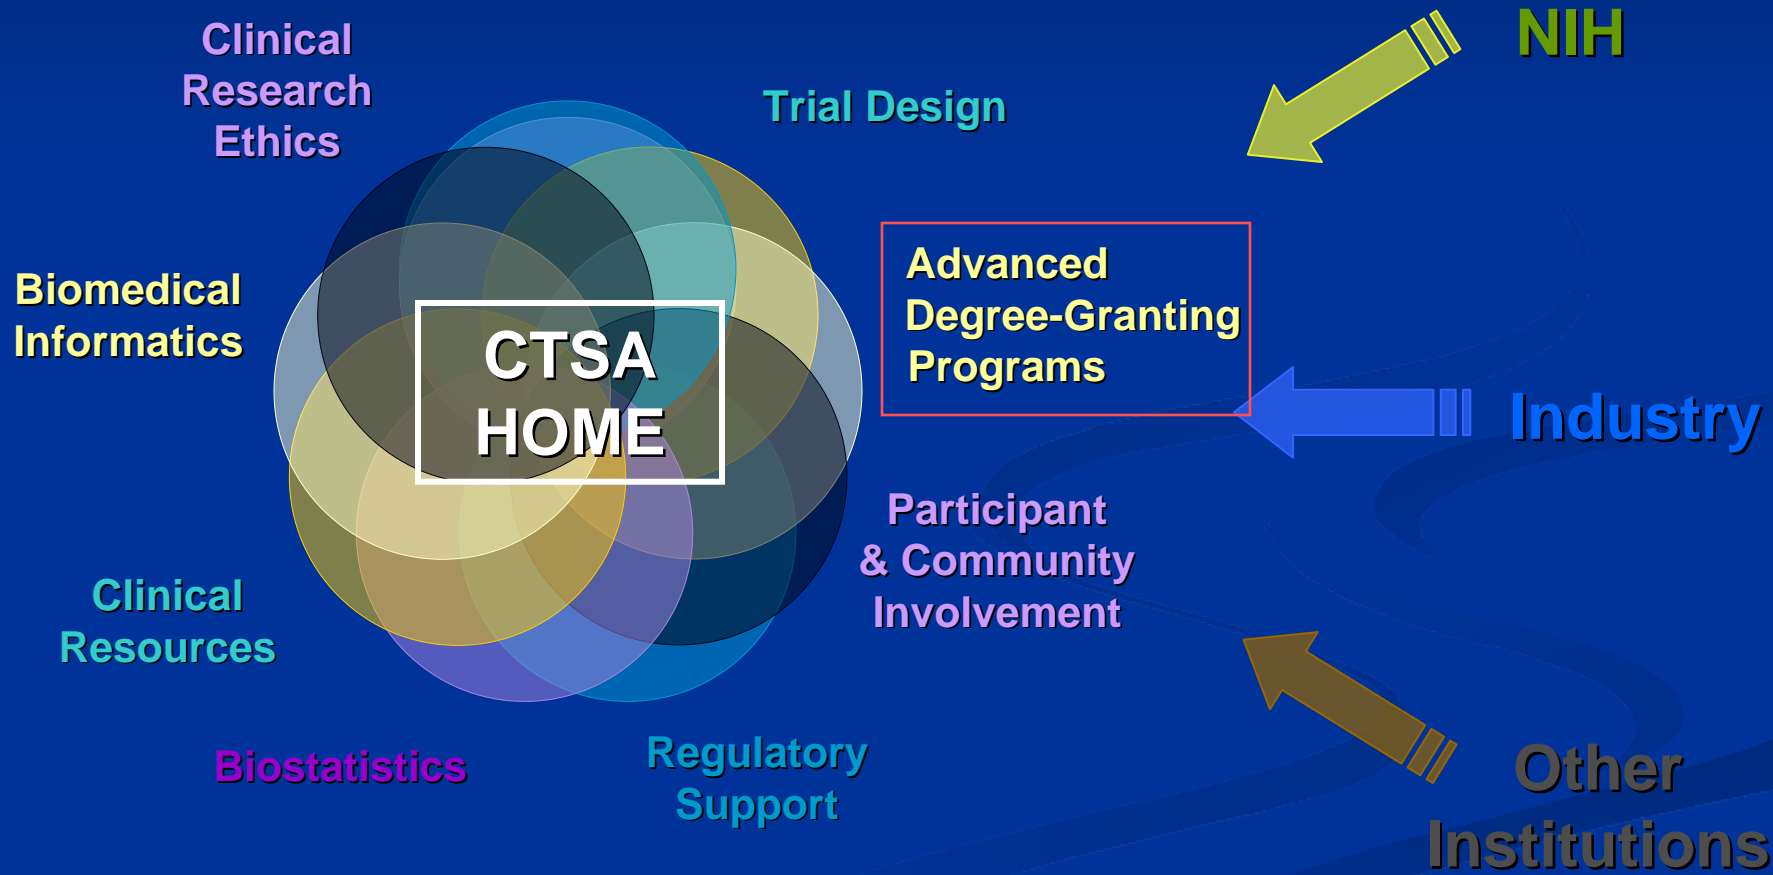 Clinical
Research
Ethics
Trial Design
NIH
Biomedical
Informatics
CTSA
HOME
Advanced
Degree-Granting
Programs
Industry
Participant
& Community
Involvement
Clinical
Resources
Biostatistics
Regulatory
Support
Other
Institutions